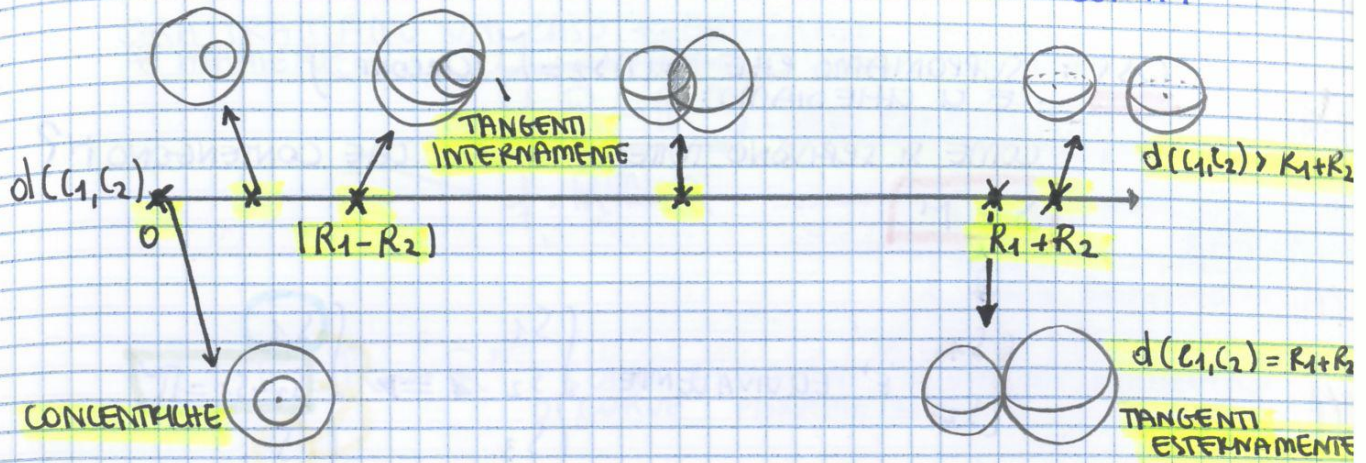 TANGENTI
INTERNAMENTE
d(C1,C2)
0
|R1-R2|
R1+R2
d(C1,C2) > R1+R2
CONCENTRICHE
d(C1,C2) = R1+R2
TANGENTI
ESTERNAMENTE